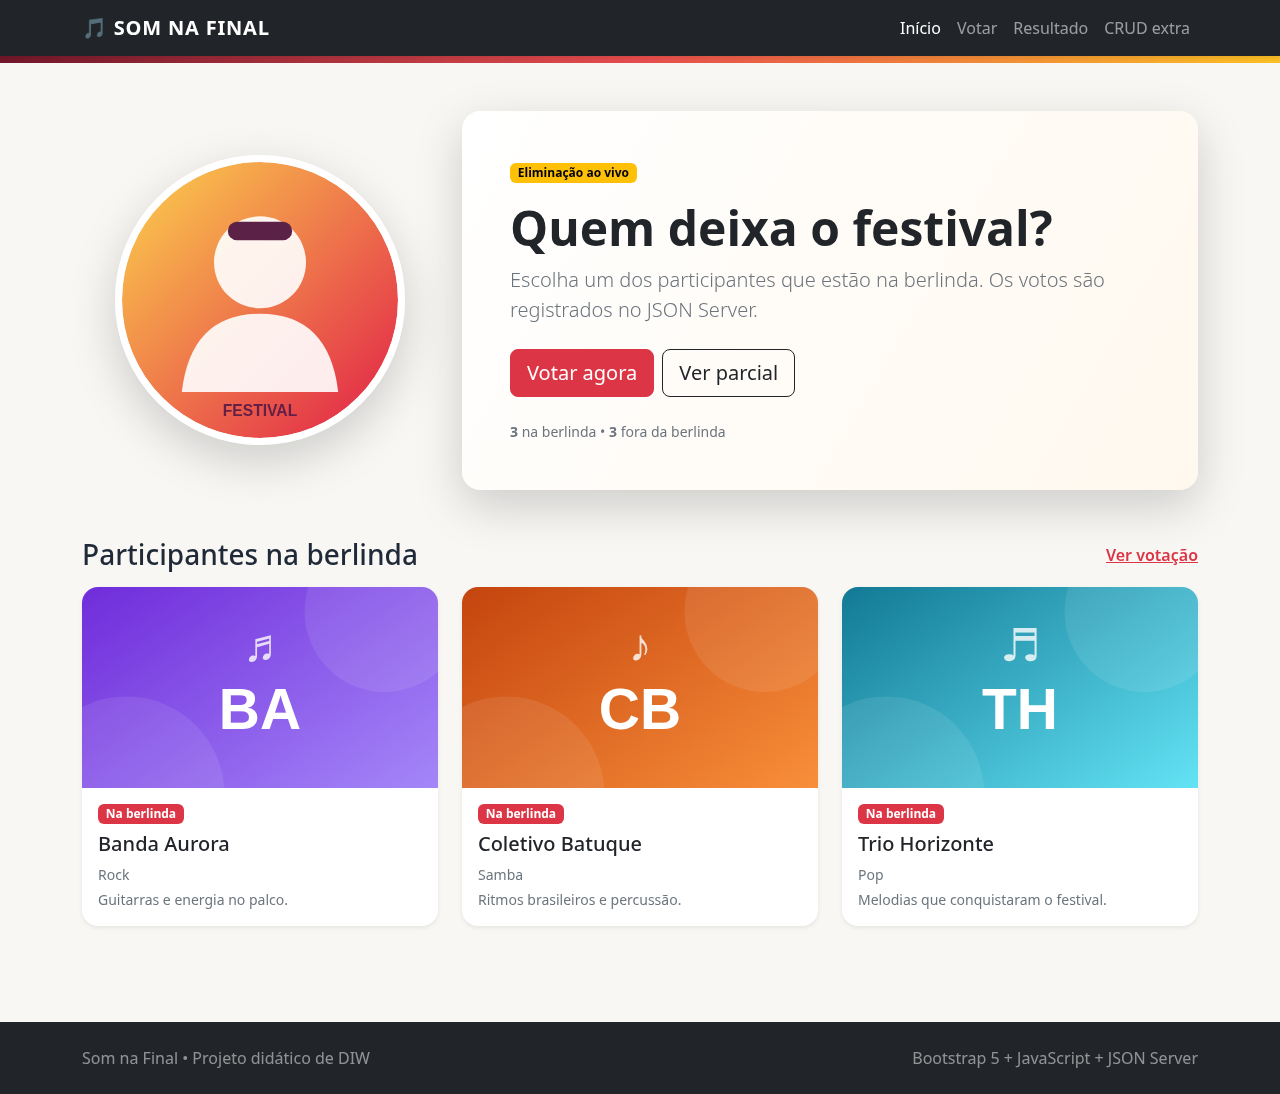 🎵 SOM NA FINAL
Início Votar Resultado CRUD extra
FESTIVAL
Eliminação ao vivo
Quem deixa o festival?
Escolha um dos participantes que estão na berlinda. Os votos são
registrados no JSON Server.
Votar agora Ver parcial
3 na berlinda • 3 fora da berlinda
Participantes na berlinda
Ver votação
♬
BA
Na berlinda
Banda Aurora
Rock
Guitarras e energia no palco.
♪
CB
Na berlinda
Coletivo Batuque
Samba
Ritmos brasileiros e percussão.
♬
TH
Na berlinda
Trio Horizonte
Pop
Melodias que conquistaram o festival.
Som na Final • Projeto didático de DIW
Bootstrap 5 + JavaScript + JSON Server